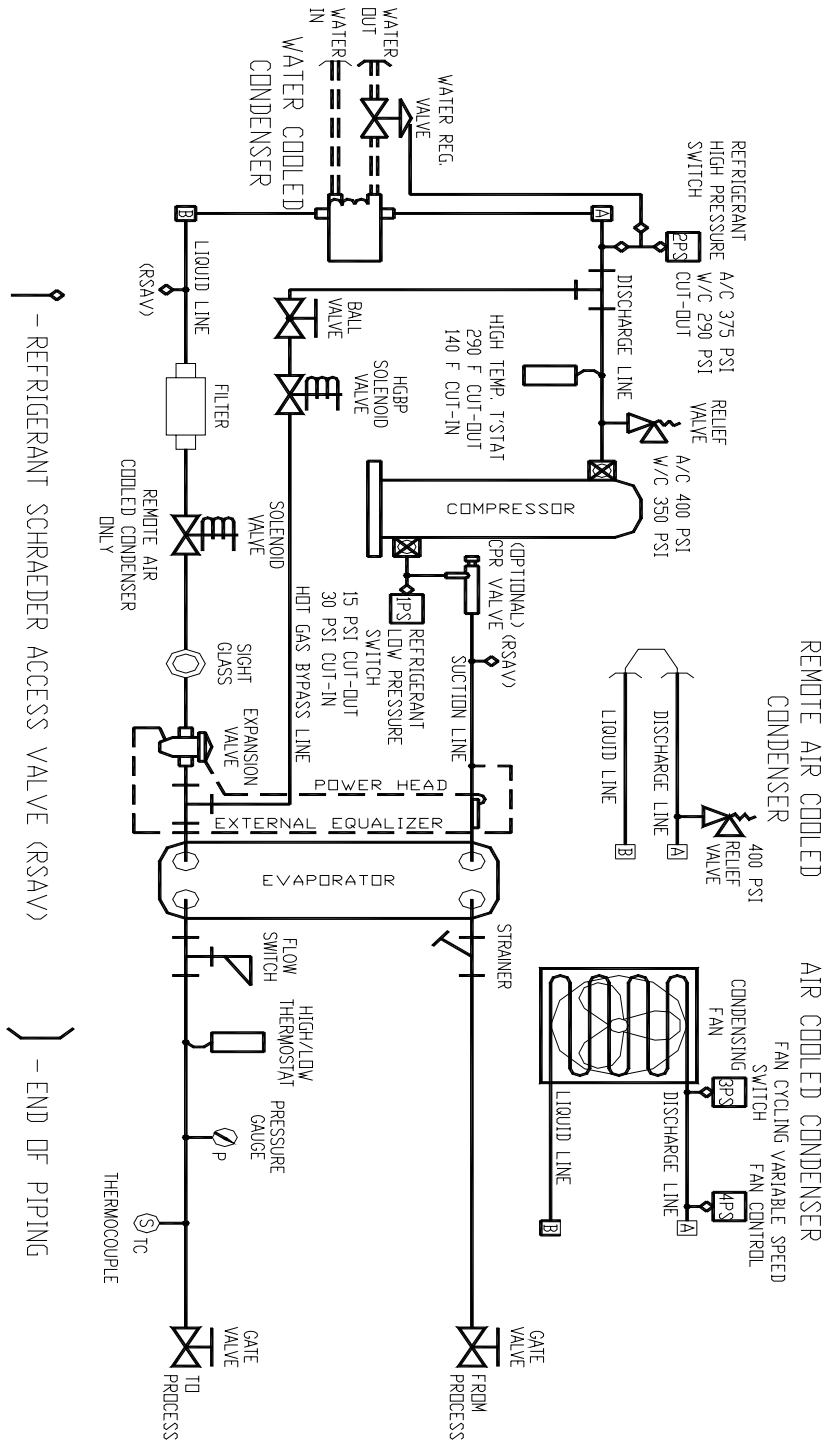 REMOTE AIR COOLED
CONDENSER
400 PSI
RELIEF
VALVE
DISCHARGE LINE
A
LIQUID LINE
B
AIR COOLED CONDENSER
FAN CYCLING
SWITCH
VARIABLE SPEED
FAN CONTROL
CONDENSING
FAN
3PS
4PS
DISCHARGE LINE
A
LIQUID LINE
B
REFRIGERANT
HIGH PRESSURE
SWITCH
A/C 375 PSI
W/C 290 PSI
CUT-OUT
2PS
RELIEF
VALVE
A/C 400 PSI
W/C 350 PSI
A
DISCHARGE LINE
HIGH TEMP. T'STAT
290 F CUT-OUT
140 F CUT-IN
COMPRESSOR
WATER REG.
VALVE
WATER
OUT
WATER
IN
WATER COOLED
CONDENSER
(OPTIONAL)
CPR VALVE
(RSAV)
SUCTION LINE
1PS
REFRIGERANT
LOW PRESSURE
SWITCH
15 PSI CUT-OUT
30 PSI CUT-IN
BALL
VALVE
HGBP
SOLENOID
VALVE
HOT GAS BYPASS LINE
B
LIQUID LINE
(RSAV)
FILTER
SOLENOID
VALVE
REMOTE AIR
COOLED CONDENSER
ONLY
SIGHT
GLASS
EXPANSION
VALVE
POWER HEAD
EXTERNAL EQUALIZER
EVAPORATOR
STRAINER
GATE
VALVE
FROM
PROCESS
FLOW
SWITCH
HIGH/LOW
THERMOSTAT
PRESSURE
GAUGE
P
S
TC
THERMOCOUPLE
GATE
VALVE
TO
PROCESS
- REFRIGERANT SCHRAEDER ACCESS VALVE (RSAV)
- END OF PIPING